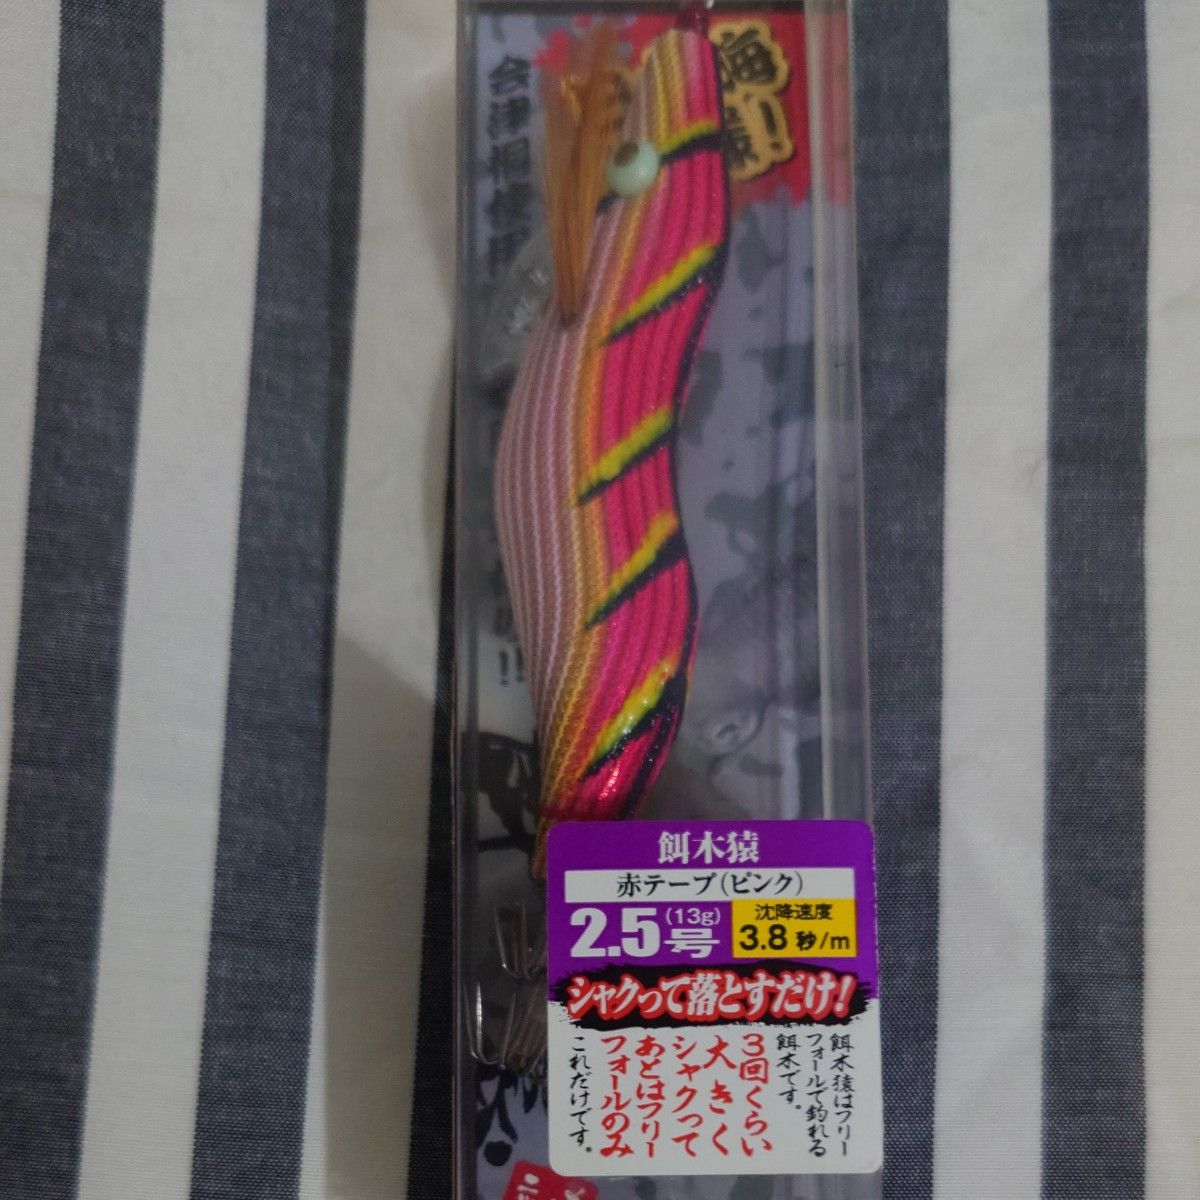 会津桐使用
!!
餌木猿
赤テープ(ピンク)
2.5号
(13g)
沈降速度
3.8秒/m
シャクって落とすだけ!
餌木猿はフリー
フォールで釣れる
餌木です。
3回くらい
大きく
シャクって
あとはフリー
フォールのみ
これだけです。